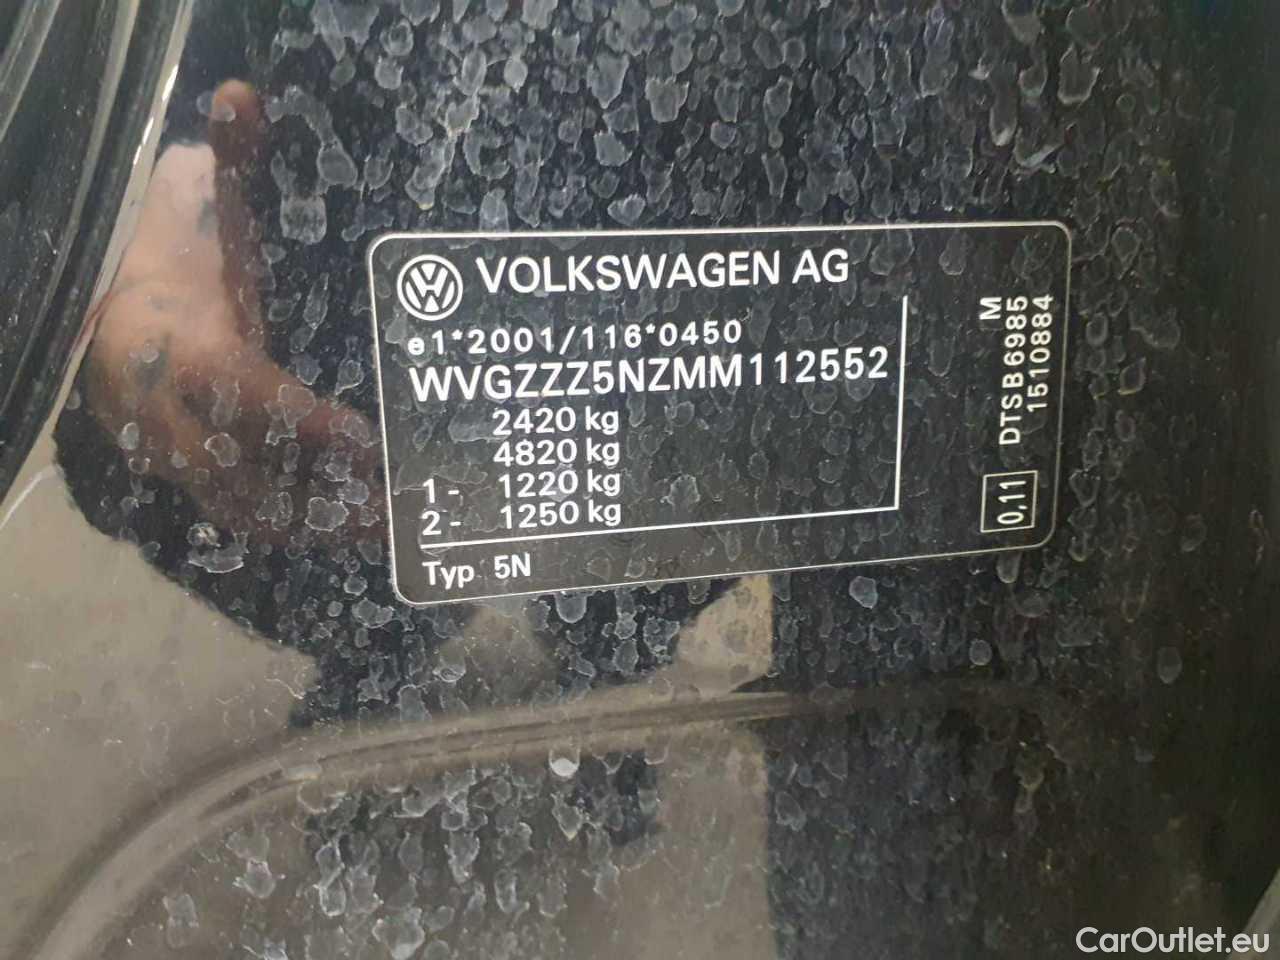 VOLKSWAGEN AG
e1*2001/116*0450
WVGZZZ5NZMM112552
2420 kg
4820 kg
1- 1220 kg
2- 1250 kg
Typ 5N
M
DTSB6985
1510884
0,11
CarOutlet.eu